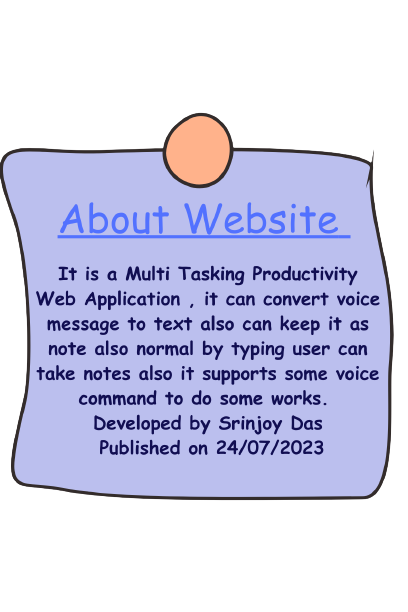 About Website
It is a Multi Tasking Productivity
Web Application , it can convert voice
message to text also can keep it as
note also normal by typing user can
take notes also it supports some voice
command to do some works.
Developed by Srinjoy Das
Published on 24/07/2023